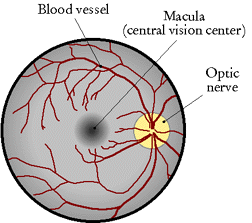 Blood vessel
Macula
(central vision center)
Optic
nerve